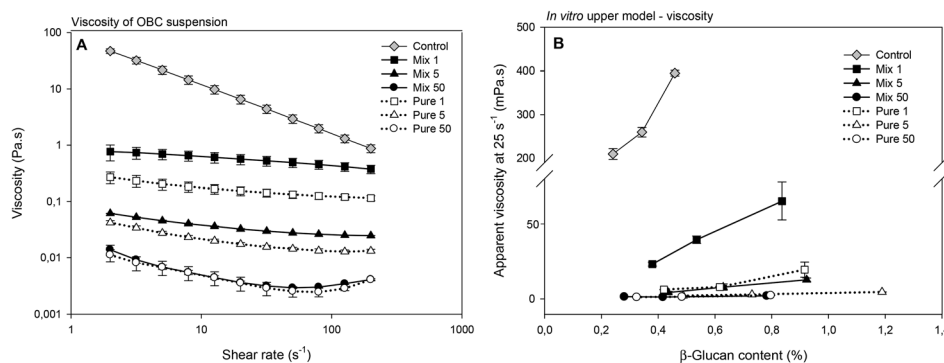 Viscosity of OBC suspension
A
100
10
1
0,1
0,01
0,001
Viscosity (Pa.s)
1
10
100
1000
Shear rate (s⁻¹)
Control
Mix 1
Mix 5
Mix 50
Pure 1
Pure 5
Pure 50
In vitro upper model - viscosity
B
500
400
300
200
50
0
Apparent viscosity at 25 s⁻¹ (mPa.s)
0,0
0,2
0,4
0,6
0,8
1,0
1,2
β-Glucan content (%)
Control
Mix 1
Mix 5
Mix 50
Pure 1
Pure 5
Pure 50